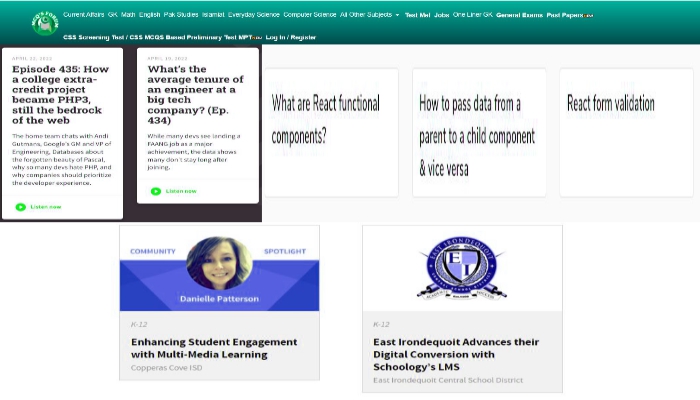 Current Affairs GK Math English Pak Studies Islamiat Everyday Science Computer Science All Other Subjects Test Mei Jobs One Liner GK General Exams Past Papers
CSS Screening Test / CSS MCQS Based Preliminary Test MPT Log In / Register
Episode 435: How
a college extra-
credit project
became PHP3,
still the bedrock
of the web
The home team chats with Andi
Gutmans, Google's GM and VP of
Engineering, Databases about
the forgotten beauty of Pascal,
why so many devs hate PHP, and
why companies should prioritize
the developer experience.
Listen now
What's the
average tenure of
an engineer at a
big tech
company? (Ep.
434)
While many devs see landing a
FAANG job as a major
achievement, the data shows
many don't stay long after
joining.
Listen now
What are React functional
components?
How to pass data from a
parent to a child component
& vice versa
React form validation
COMMUNITY SPOTLIGHT
Danielle Patterson
K-12
Enhancing Student Engagement
with Multi-Media Learning
Copperas Cove ISD
EAST IRONDEQUOIT
E I
K-12
East Irondequoit Advances their
Digital Conversion with
Schoology's LMS
East Irondequoit Central School District